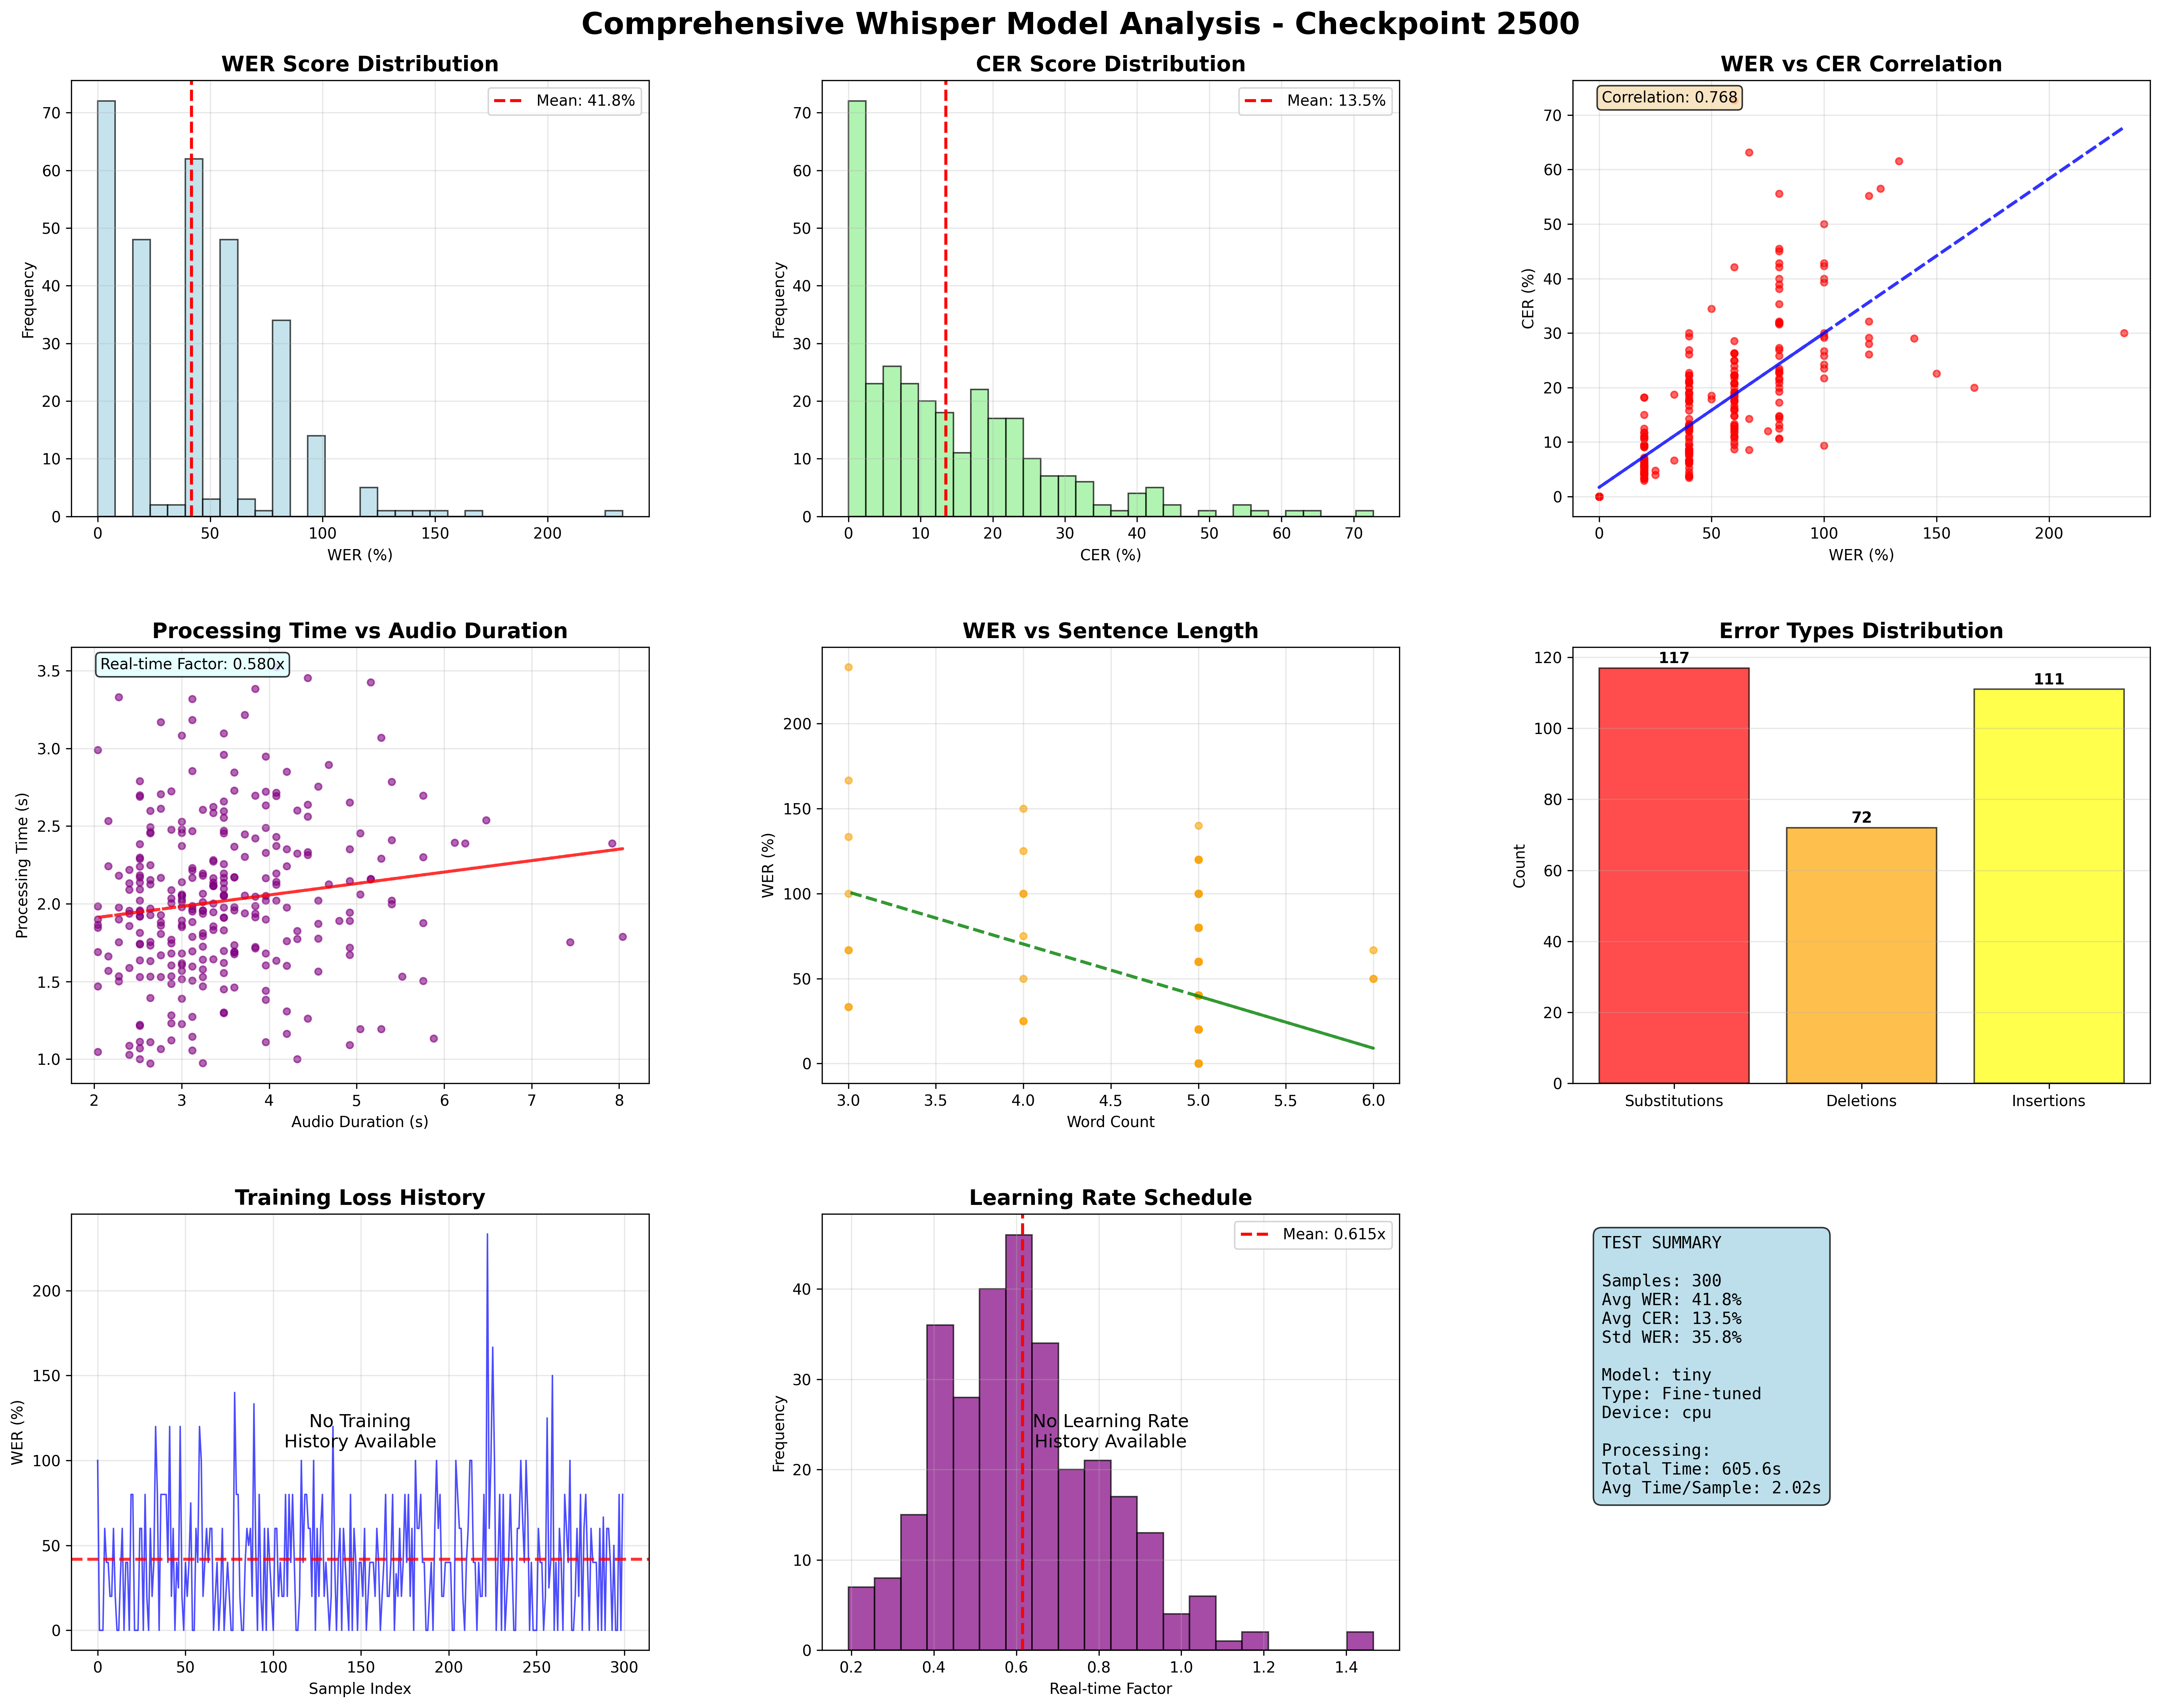 Comprehensive Whisper Model Analysis - Checkpoint 2500
WER Score Distribution
Mean: 41.8%
70
60
50
40
30
20
10
0
Frequency
0 50 100 150 200
WER (%)
CER Score Distribution
Mean: 13.5%
70
60
50
40
30
20
10
0
Frequency
0 10 20 30 40 50 60 70
CER (%)
WER vs CER Correlation
Correlation: 0.768
70
60
50
40
30
20
10
0
CER (%)
0 50 100 150 200
WER (%)
Processing Time vs Audio Duration
Real-time Factor: 0.580x
3.5
3.0
2.5
2.0
1.5
1.0
Processing Time (s)
2 3 4 5 6 7 8
Audio Duration (s)
WER vs Sentence Length
200
150
100
50
0
WER (%)
3.0 3.5 4.0 4.5 5.0 5.5 6.0
Word Count
Error Types Distribution
120
100
80
60
40
20
0
Count
117
72
111
Substitutions Deletions Insertions
Training Loss History
200
150
100
50
0
WER (%)
No Training
History Available
0 50 100 150 200 250 300
Sample Index
Learning Rate Schedule
Mean: 0.615x
40
30
20
10
0
Frequency
No Learning Rate
History Available
0.2 0.4 0.6 0.8 1.0 1.2 1.4
Real-time Factor
TEST SUMMARY
Samples: 300
Avg WER: 41.8%
Avg CER: 13.5%
Std WER: 35.8%
Model: tiny
Type: Fine-tuned
Device: cpu
Processing:
Total Time: 605.6s
Avg Time/Sample: 2.02s